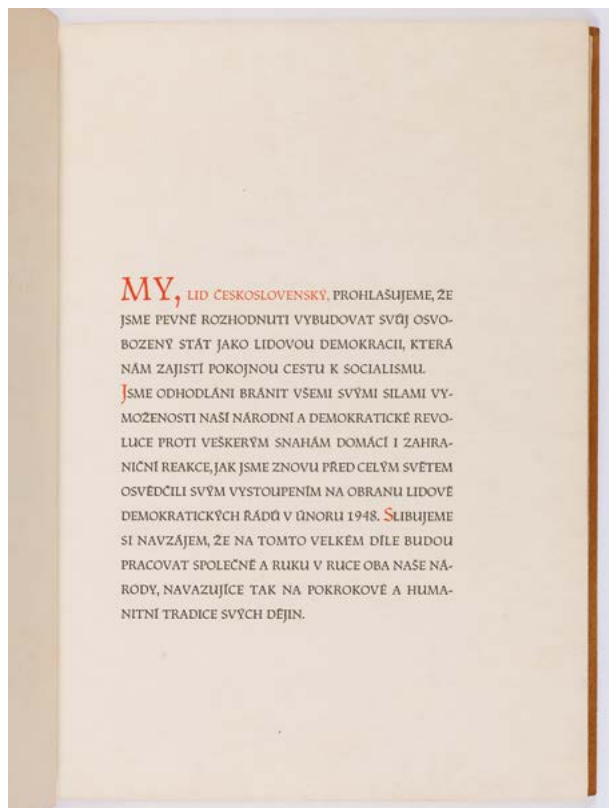 MY, LID ČESKOSLOVENSKÝ, PROHLAŠUJEME, ŽE
JSME PEVNĚ ROZHODNUTI VYBUDOVAT SVŮJ OSVO-
BOZENÝ STÁT JAKO LIDOVOU DEMOKRACII, KTERÁ
NÁM ZAJISTÍ POKOJNOU CESTU K SOCIALISMU.
JSME ODHODLÁNI BRÁNIT VŠEMI SVÝMI SILAMI VY-
MOŽENOSTI NAŠÍ NÁRODNÍ A DEMOKRATICKÉ REVO-
LUCE PROTI VEŠKERÝM SNAHÁM DOMÁCÍ I ZAHRA-
NIČNÍ REAKCE, JAK JSME ZNOVU PŘED CELÝM SVĚTEM
OSVĚDČILI SVÝM VYSTOUPENÍM NA OBRANU LIDOVĚ
DEMOKRATICKÝCH ŘÁDŮ V ÚNORU 1948. SLIBUJEME
SI NAVZÁJEM, ŽE NA TOMTO VELKÉM DÍLE BUDOU
PRACOVAT SPOLEČNĚ A RUKU V RUCE OBA NAŠE NÁ-
RODY, NAVAZUJÍCE TAK NA POKROKOVÉ A HUMA-
NITNÍ TRADICE SVÝCH DĚJIN.